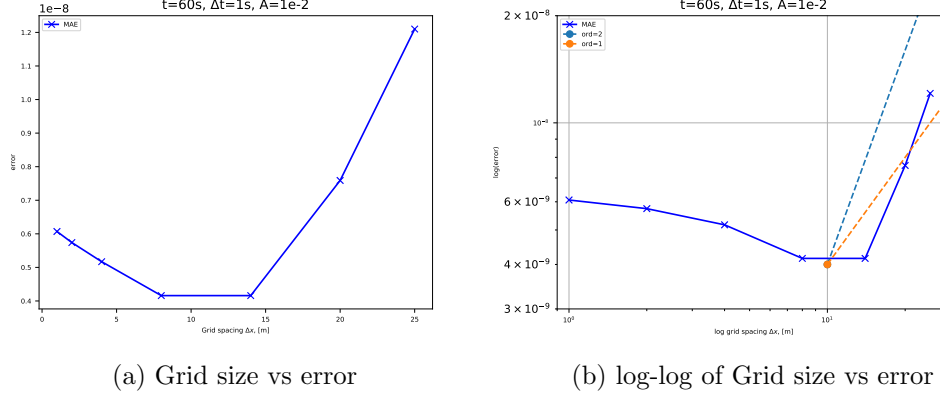 t=60s, Δt=1s, A=1e-2
1e−8
MAE
1.2
1.1
1.0
0.9
0.8
0.7
0.6
0.5
0.4
error
0 5 10 15 20 25
Grid spacing Δx, [m]
(a) Grid size vs error
t=60s, Δt=1s, A=1e-2
MAE
ord=2
ord=1
2 × 10⁻⁸
10⁻⁸
6 × 10⁻⁹
4 × 10⁻⁹
3 × 10⁻⁹
log(error)
10⁰ 10¹
log grid spacing Δx, [m]
(b) log-log of Grid size vs error